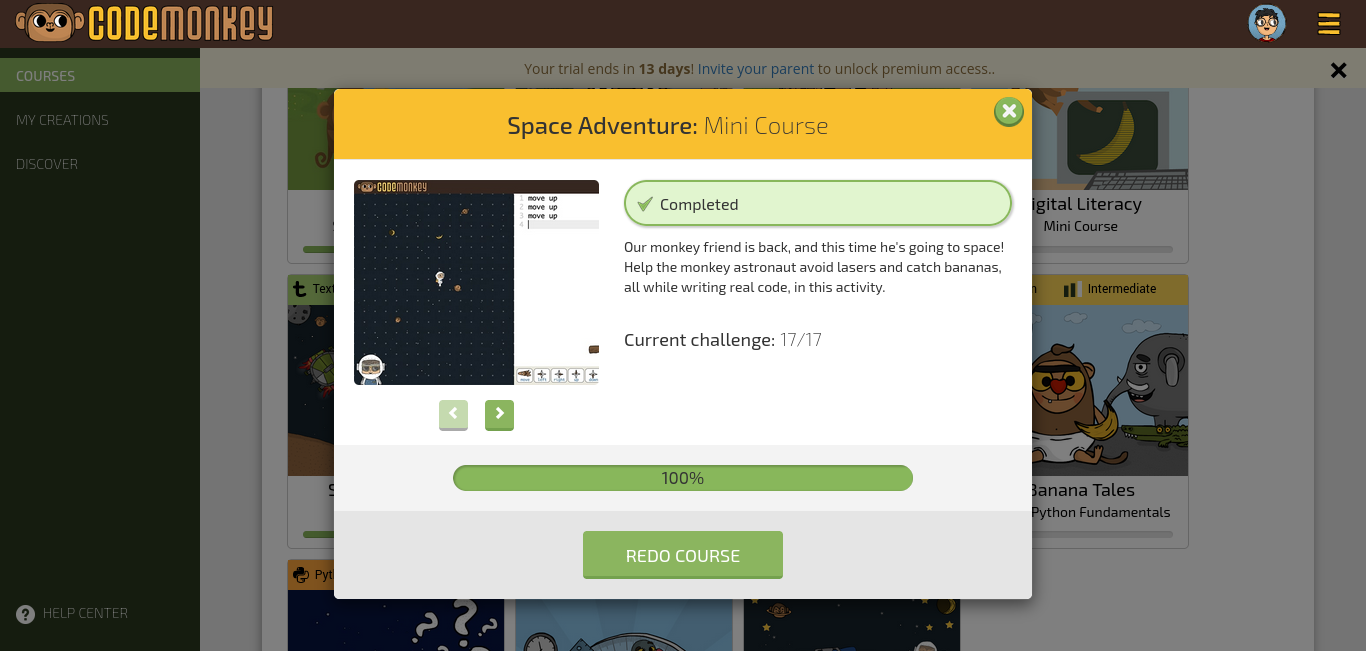 CODEMONKEY
COURSES
MY CREATIONS
DISCOVER
HELP CENTER
Your trial ends in 13 days! Invite your parent to unlock premium access..
Space Adventure: Mini Course
CODEMONKEY
1 move up
2 move up
3 move up
4
Completed
Our monkey friend is back, and this time he's going to space!
Help the monkey astronaut avoid lasers and catch bananas,
all while writing real code, in this activity.
Current challenge: 17/17
100%
REDO COURSE
igital Literacy
Mini Course
Text
Intermediate
Banana Tales
Python Fundamentals
Pyt